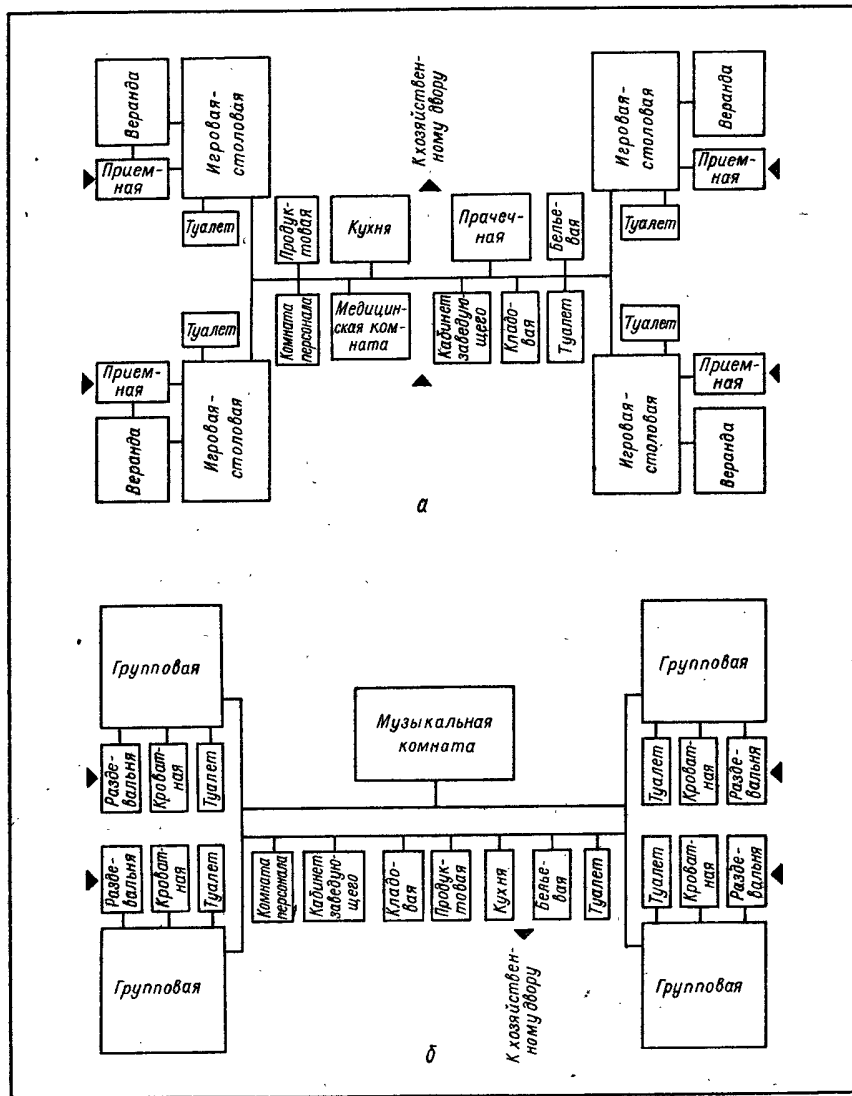 Веранда
Прием-
ная
Игровая-
столовая
Туалет
Продук-
товая
Кухня
К хозяйствен-
ному двору
Прачеч-
ная
Белье-
вая
Игровая-
столовая
Веранда
Прием-
ная
Туалет
Туалет
Прием-
ная
Веранда
Игровая-
столовая
Комната
персонала
Медицин-
ская ком-
ната
Кабинет
заведую-
щего
Кладо-
вая
Туалет
Туалет
Прием-
ная
Игровая-
столовая
Веранда
а
Групповая
Разде-
вальня
Кроват-
ная
Туалет
Музыкальная
комната
Групповая
Туалет
Кроват-
ная
Разде-
вальня
Разде-
вальня
Кроват-
ная
Туалет
Групповая
Комната
персонала
Кабинет
заведую-
щего
Кладо-
вая
Продук-
товая
Кухня
Белье-
вая
Туалет
К хозяйствен-
ному двору
Туалет
Кроват-
ная
Разде-
вальня
Групповая
б